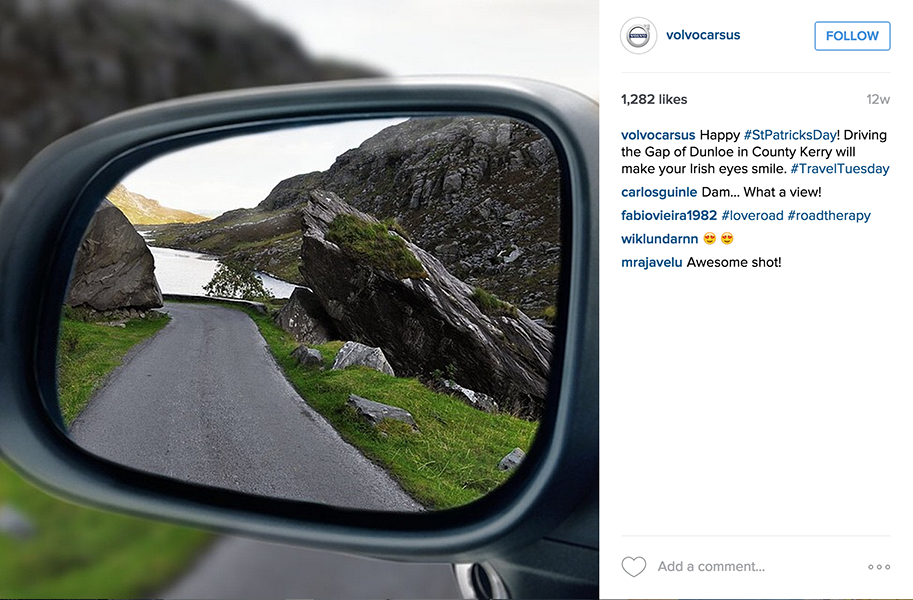 VOLVO
volvocarsus
FOLLOW
1,282 likes
12w
volvocarsus Happy #StPatricksDay! Driving
the Gap of Dunloe in County Kerry will
make your Irish eyes smile. #TravelTuesday
carlosguinle Dam... What a view!
fabiovieira1982 #loveroad #roadtherapy
wiklundarnn 😍 😍
mrajavelu Awesome shot!
Add a comment...